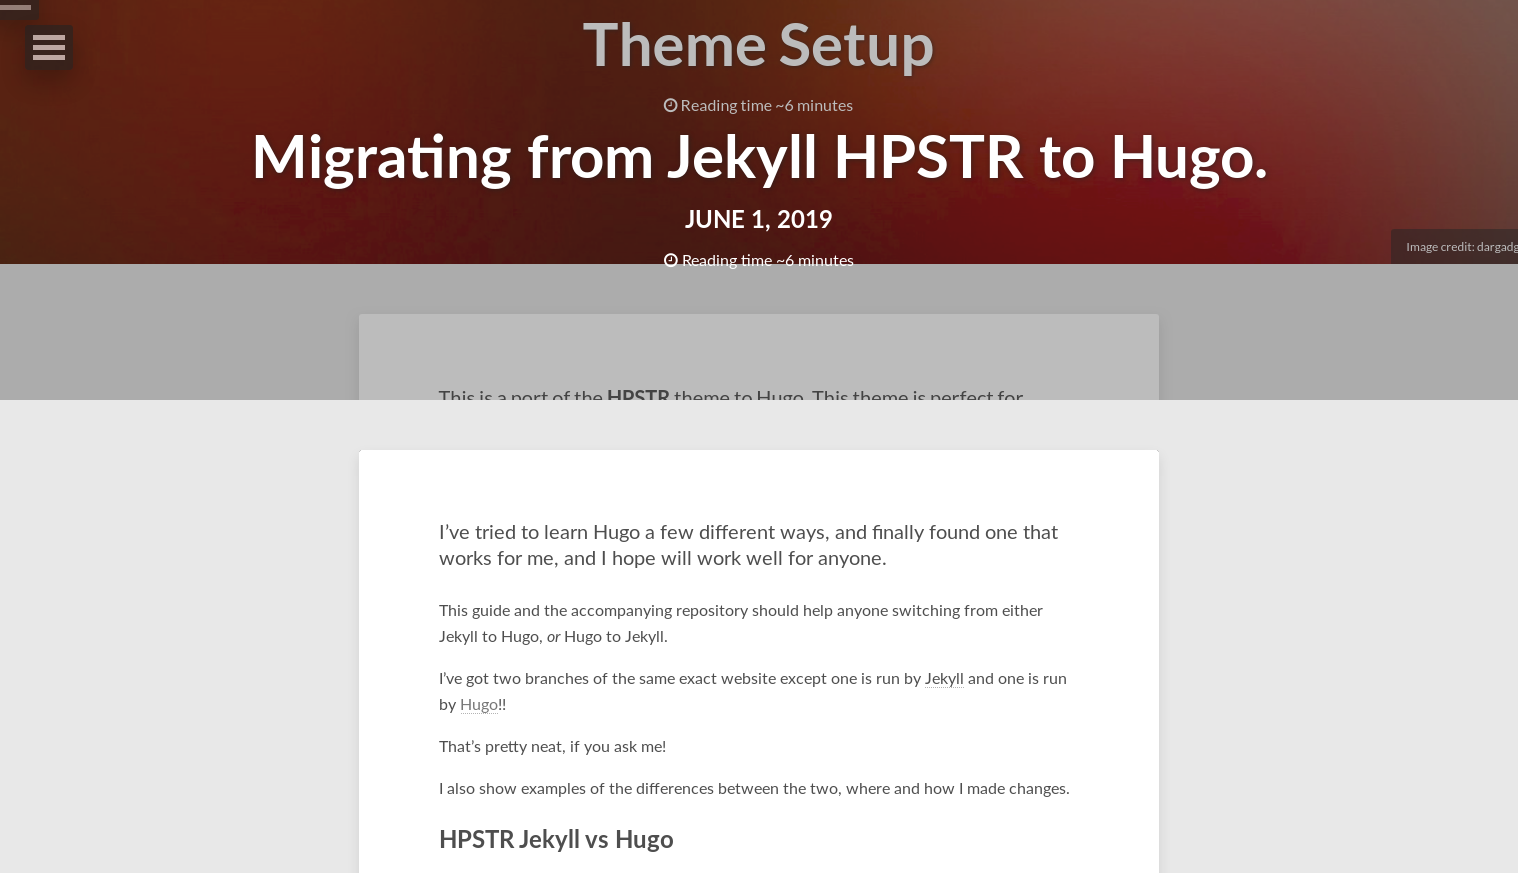 Theme Setup
Reading time ~6 minutes
Migrating from Jekyll HPSTR to Hugo.
JUNE 1, 2019
Image credit: dargadg
Reading time ~6 minutes
This is a port of the HPSTR theme to Hugo. This theme is perfect for
I’ve tried to learn Hugo a few different ways, and finally found one that
works for me, and I hope will work well for anyone.
This guide and the accompanying repository should help anyone switching from either
Jekyll to Hugo, or Hugo to Jekyll.
I’ve got two branches of the same exact website except one is run by Jekyll and one is run
by Hugo!!
That’s pretty neat, if you ask me!
I also show examples of the differences between the two, where and how I made changes.
HPSTR Jekyll vs Hugo